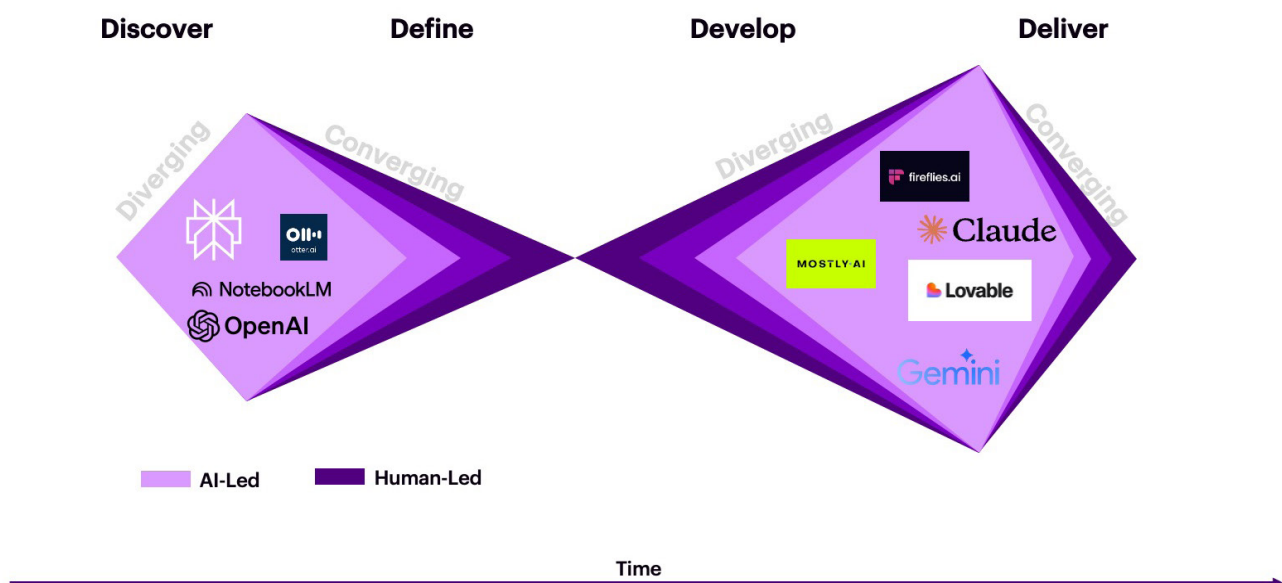 Discover Define Develop Deliver
Diverging
Converging
Diverging
Converging
otter.ai
NotebookLM
OpenAI
fireflies.ai
Claude
MOSTLY·AI
Lovable
Gemini
AI-Led
Human-Led
Time